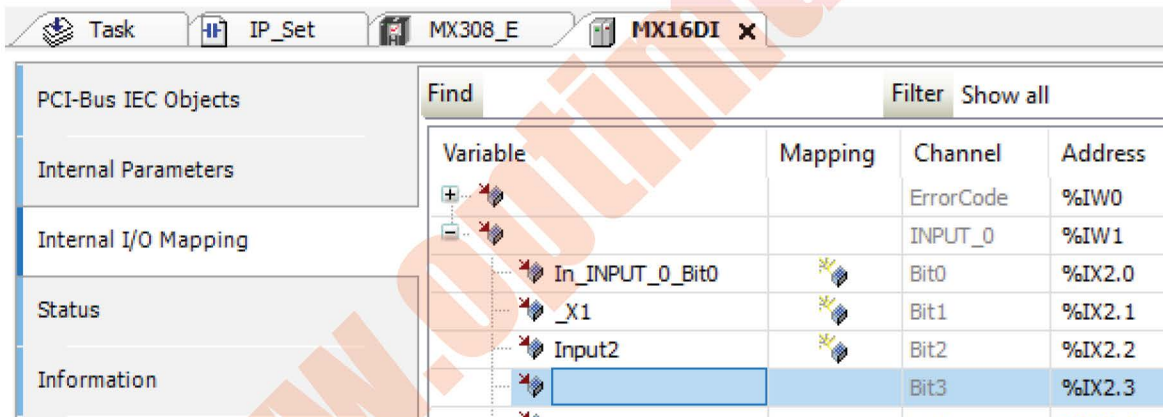 Task IP_Set MX308_E MX16DI
PCI-Bus IEC Objects
Internal Parameters
Internal I/O Mapping
Status
Information
Find Filter Show all
Variable Mapping Channel Address
ErrorCode %IW0
INPUT_0 %IW1
In_INPUT_0_Bit0 Bit0 %IX2.0
_X1 Bit1 %IX2.1
Input2 Bit2 %IX2.2
Bit3 %IX2.3